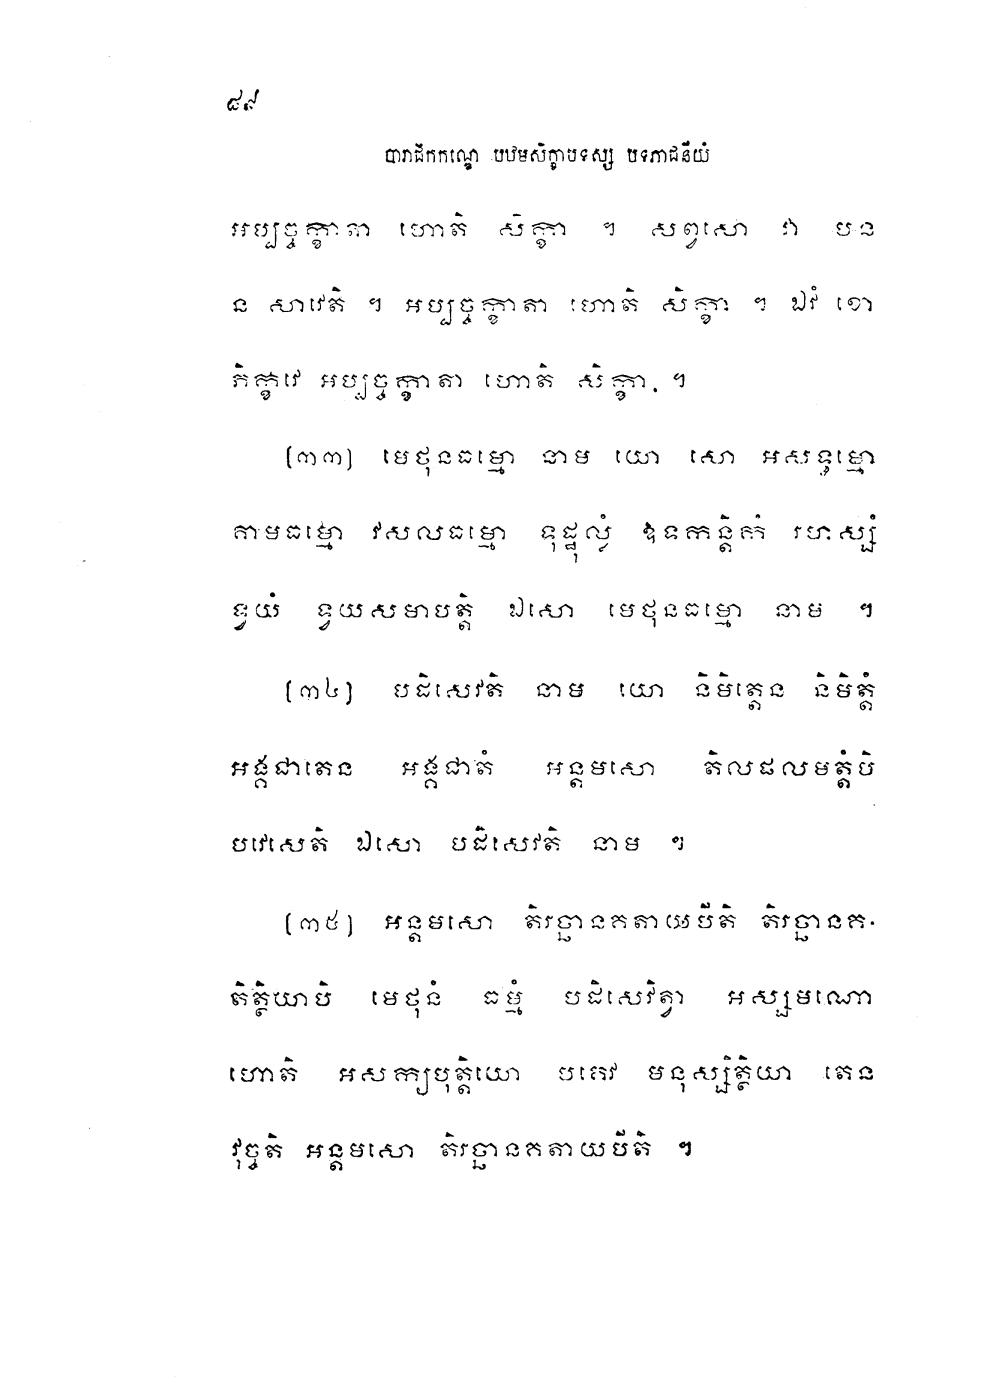 ៨៩
បារាជិកកណ្ឌេ បឋមសិក្ខាបទស្ស បទភាជនីយំ
អប្បច្ចក្ខាតា ហោតិ សិក្ខា ។ សព្វសោ វា បន
ន សាវេតិ ។ អប្បច្ចក្ខាតា ហោតិ សិក្ខា ។ ឯវំ ខោ
ភិក្ខវេ អប្បច្ចក្ខាតា ហោតិ សិក្ខា ។
(៣៣) មេថុនធម្មោ នាម យោ សោ អសទ្ធម្មោ
គាមធម្មោ វសលធម្មោ ទុដ្ឋុល្លំ ឱទកន្តិកំ រហស្សំ
ទ្វយំ ទ្វយសមាបត្តិ ឯសោ មេថុនធម្មោ នាម ។
(៣៤) បដិសេវតិ នាម យោ និមិត្តេន និមិត្តំ
អង្គជាតេន អង្គជាតំ អន្តមសោ តិលផលមត្តំបិ
បវេសេតិ ឯសោ បដិសេវតិ នាម ។
(៣៥) អន្តមសោ តិរច្ឆានគតាយបីតិ តិរច្ឆានគ-
តិត្ថិយាបិ មេថុនំ ធម្មំ បដិសេវិត្វា អស្សមណោ
ហោតិ អសក្យបុត្តិយោ បគេវ មនុស្សិត្ថិយា តេន
វុច្ចតិ អន្តមសោ តិរច្ឆានគតាយបីតិ ។